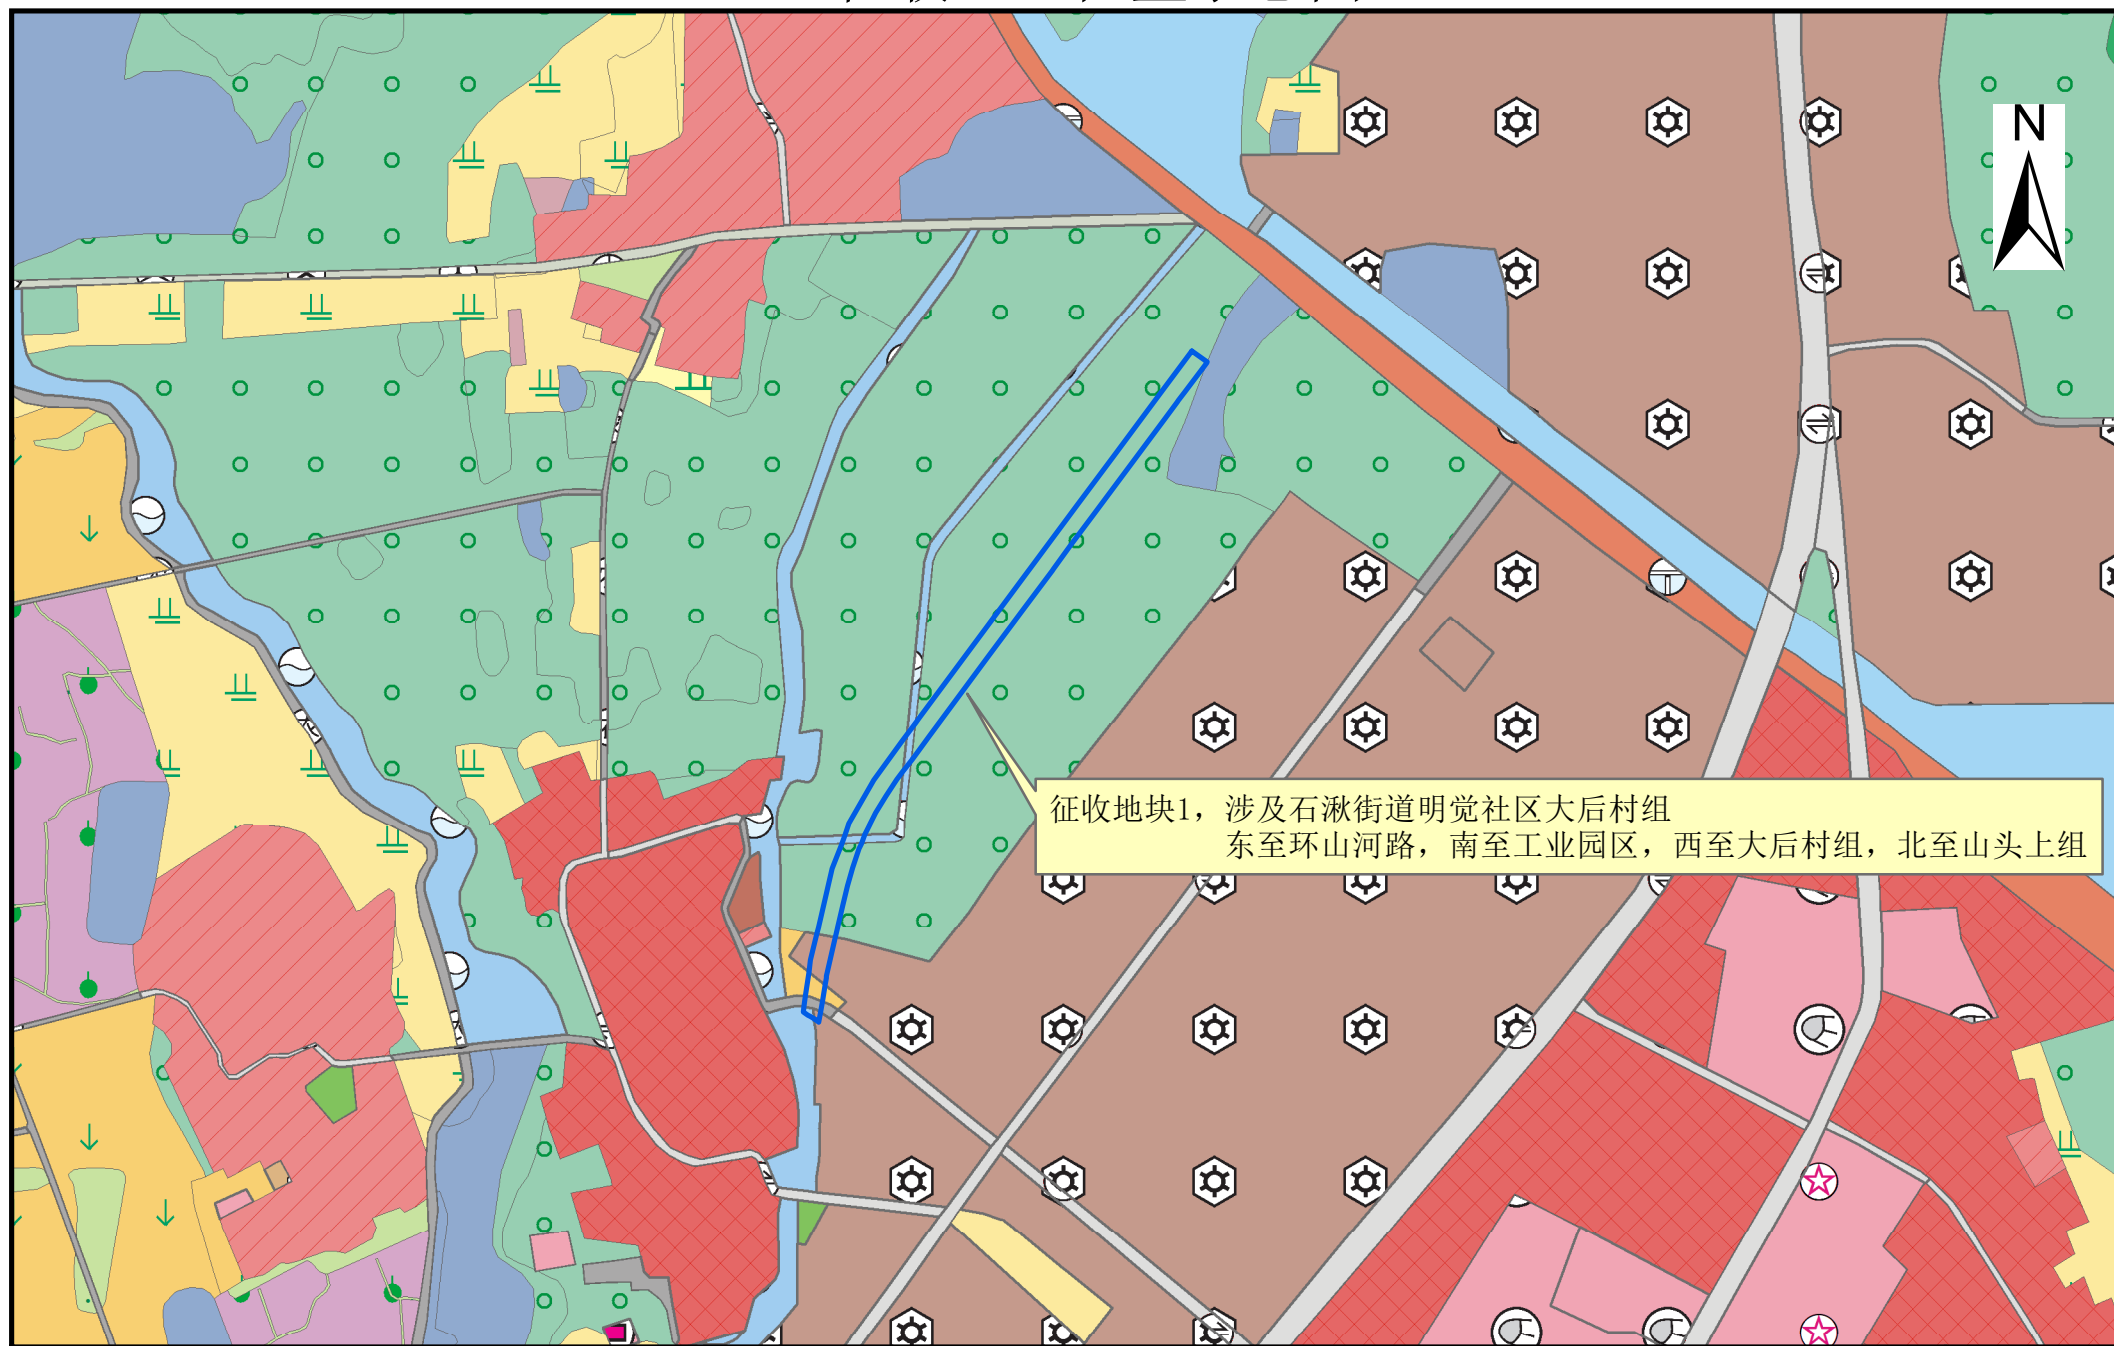 N
征收地块1，涉及石湫街道明觉社区大后村组
东至环山河路，南至工业园区，西至大后村组，北至山头上组